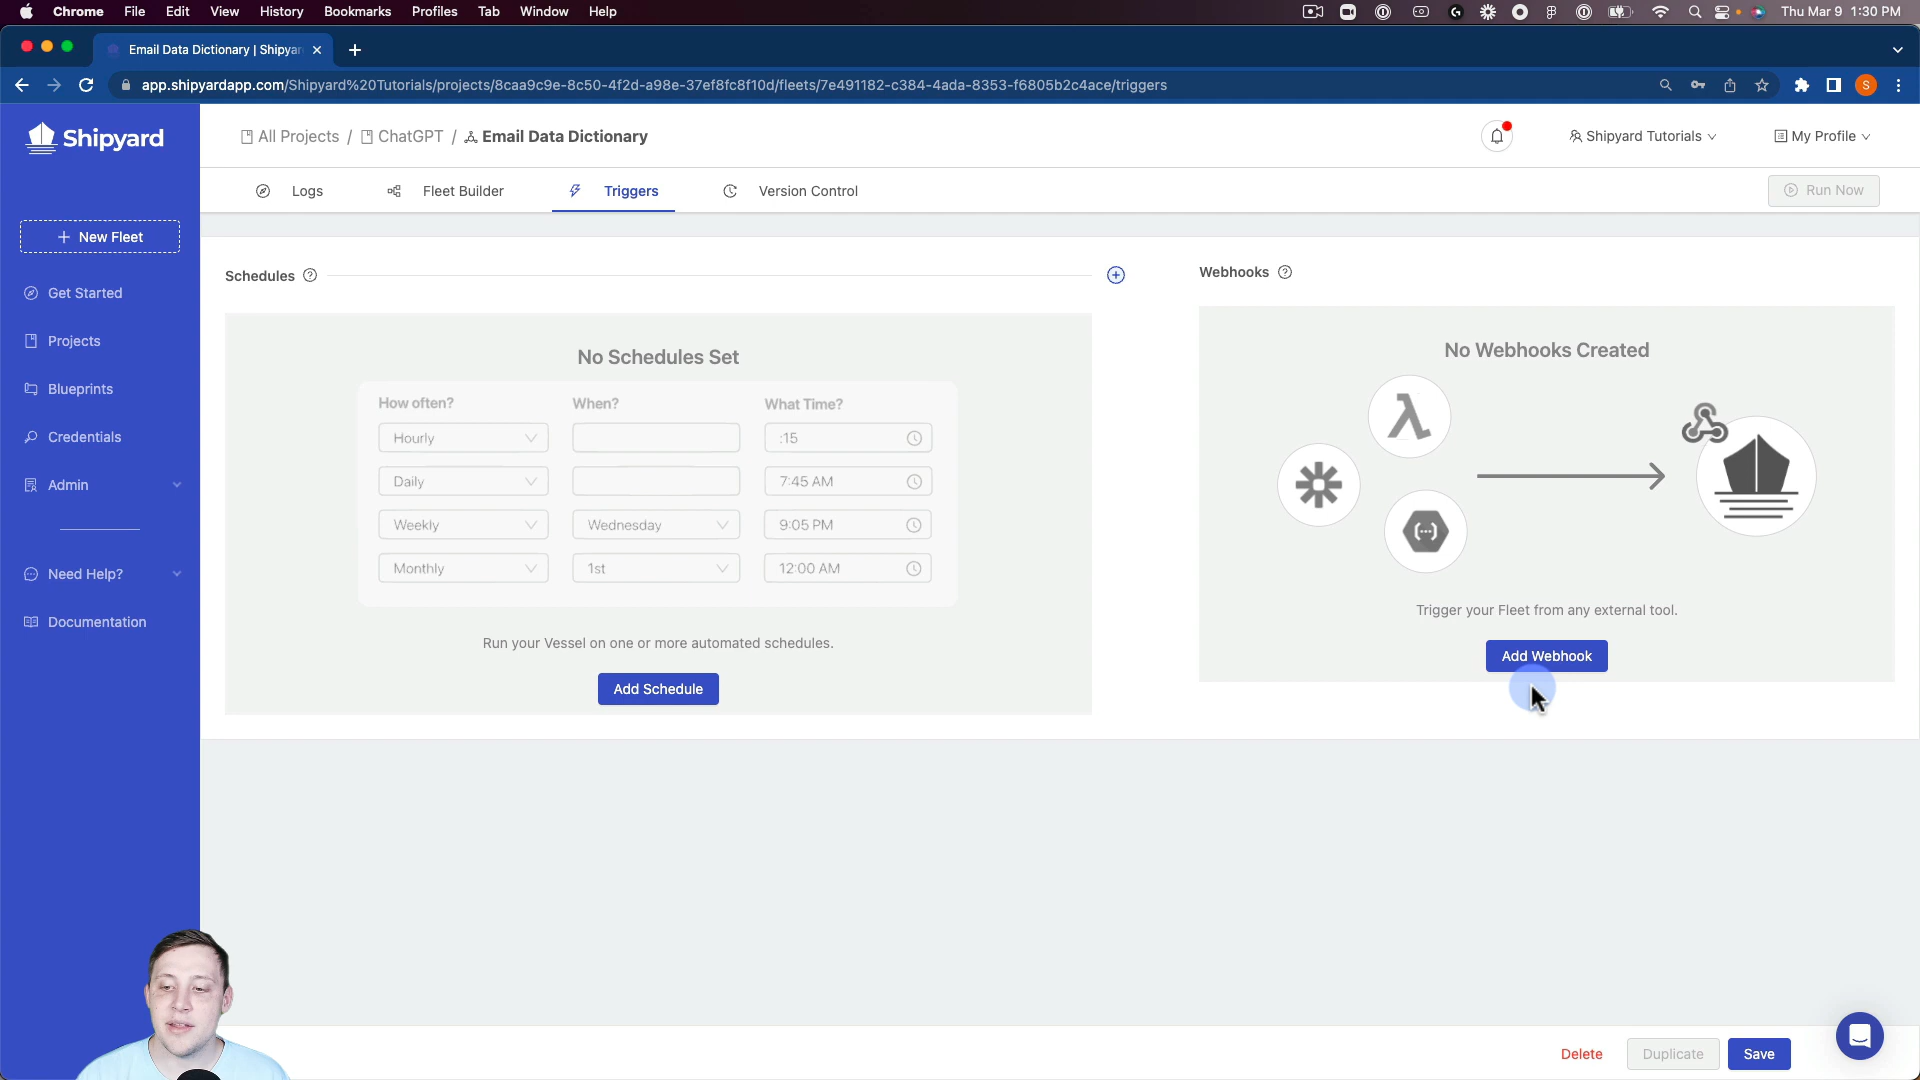 Chrome File Edit View History Bookmarks Profiles Tab Window Help Thu Mar 9 1:30 PM
Email Data Dictionary | Shipyar
app.shipyardapp.com/Shipyard%20Tutorials/projects/8caa9c9e-8c50-4f2d-a98e-37ef8fc8f10d/fleets/7e491182-c384-4ada-8353-f6805b2c4ace/triggers
S
Shipyard
All Projects / ChatGPT / Email Data Dictionary
Shipyard Tutorials
My Profile
Logs
Fleet Builder
Triggers
Version Control
Run Now
+ New Fleet
Get Started
Projects
Blueprints
Credentials
Admin
Need Help?
Documentation
Schedules
No Schedules Set
How often? When? What Time?
Hourly :15
Daily 7:45 AM
Weekly Wednesday 9:05 PM
Monthly 1st 12:00 AM
Run your Vessel on one or more automated schedules.
Add Schedule
Webhooks
No Webhooks Created
Trigger your Fleet from any external tool.
Add Webhook
Delete
Duplicate
Save